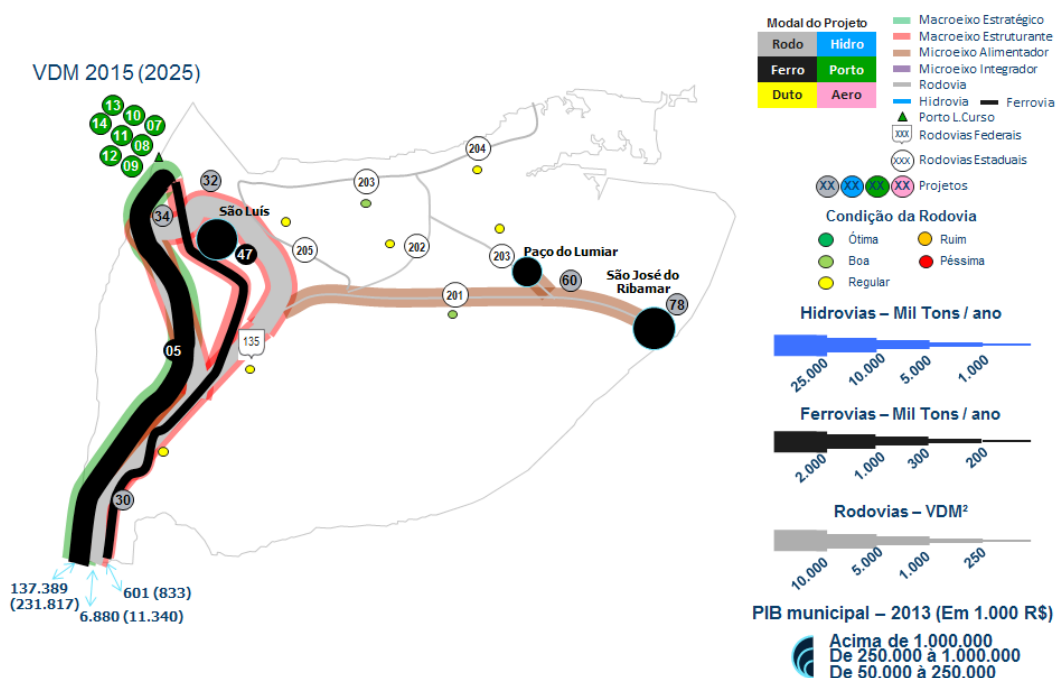 VDM 2015 (2025)
13
10
07
14
11
08
12
09
32
34
São Luís
47
204
203
205
202
203
Paço do Lumiar
60
São José do
Ribamar
78
201
135
05
30
137.389
(231.817)
6.880 (11.340)
601 (833)
Modal do Projeto
Rodo
Hidro
Ferro
Porto
Duto
Aero
Macroeixo Estratégico
Macroeixo Estruturante
Microeixo Alimentador
Microeixo Integrador
Rodovia
Hidrovia
Ferrovia
Porto L.Curso
XXX Rodovias Federais
XXX Rodovias Estaduais
XX XX XX XX Projetos
Condição da Rodovia
Ótima
Ruim
Boa
Péssima
Regular
Hidrovias – Mil Tons / ano
25.000
10.000
5.000
1.000
Ferrovias – Mil Tons / ano
2.000
1.000
300
200
Rodovias – VDM²
10.000
5.000
1.000
250
PIB municipal – 2013 (Em 1.000 R$)
Acima de 1.000.000
De 250.000 à 1.000.000
De 50.000 à 250.000